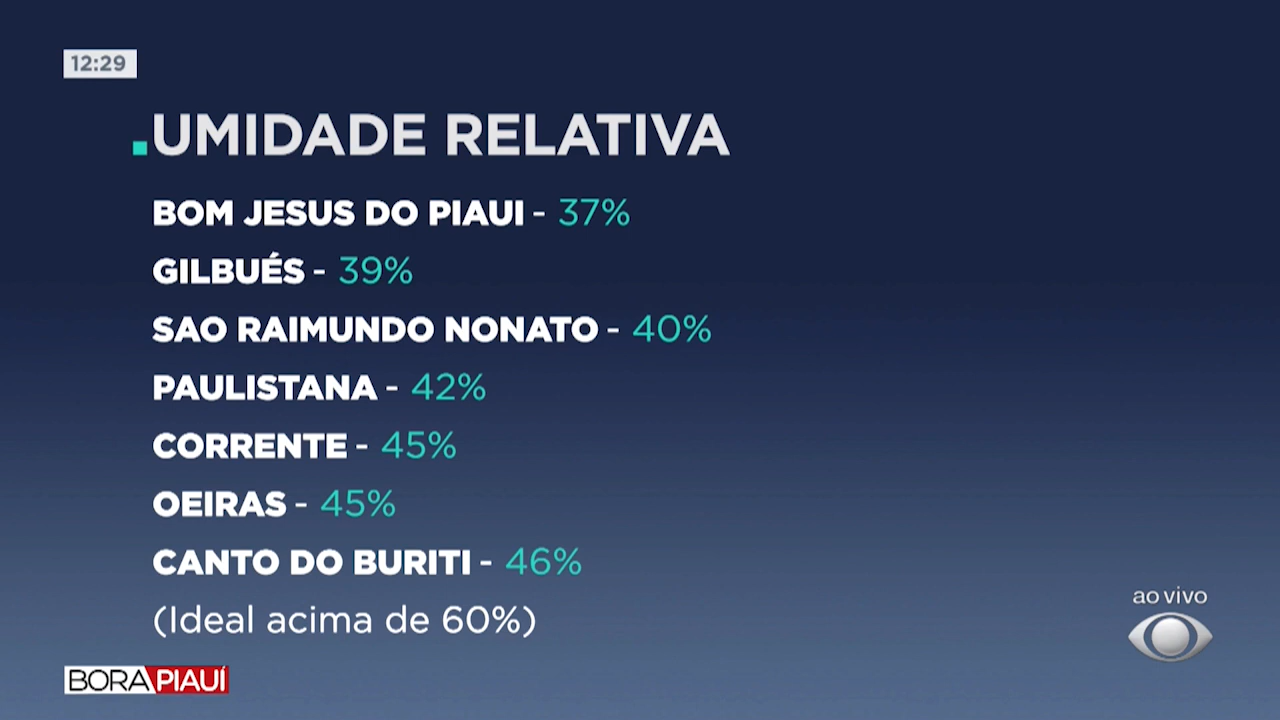 12:29
UMIDADE RELATIVA
BOM JESUS DO PIAUI - 37%
GILBUÉS - 39%
SAO RAIMUNDO NONATO - 40%
PAULISTANA - 42%
CORRENTE - 45%
OEIRAS - 45%
CANTO DO BURITI - 46%
(Ideal acima de 60%)
ao vivo
BORA PIAUÍ